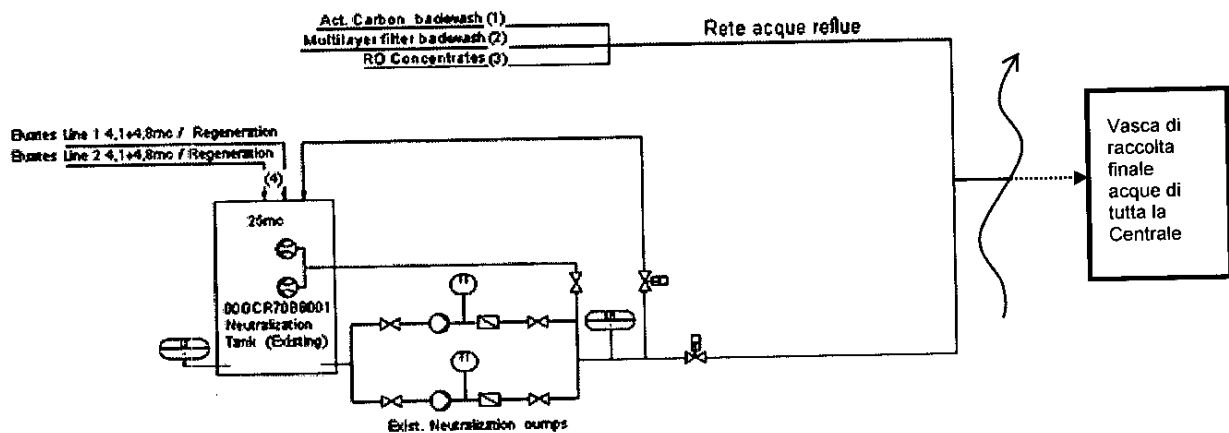 Act. Carbon backwash (1)
Multilayer filter backwash (2)
RO Concentrates (3)
Rete acque reflue
Eluates Line 1 4,1+4,8mc / Regeneration
Eluates Line 2 4,1+4,8mc / Regeneration
(4)
25mc
00GCR70BB001
Neutralization
Tank (Existing)
Exist. Neutralization pumps
Vasca di
raccolta
finale
acque di
tutta la
Centrale